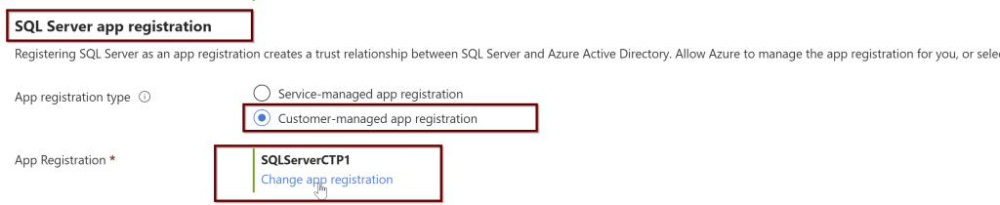 SQL Server app registration
Registering SQL Server as an app registration creates a trust relationship between SQL Server and Azure Active Directory. Allow Azure to manage the app registration for you, or sele
App registration type
Service-managed app registration
Customer-managed app registration
App Registration *
SQLServerCTP1
Change app registration